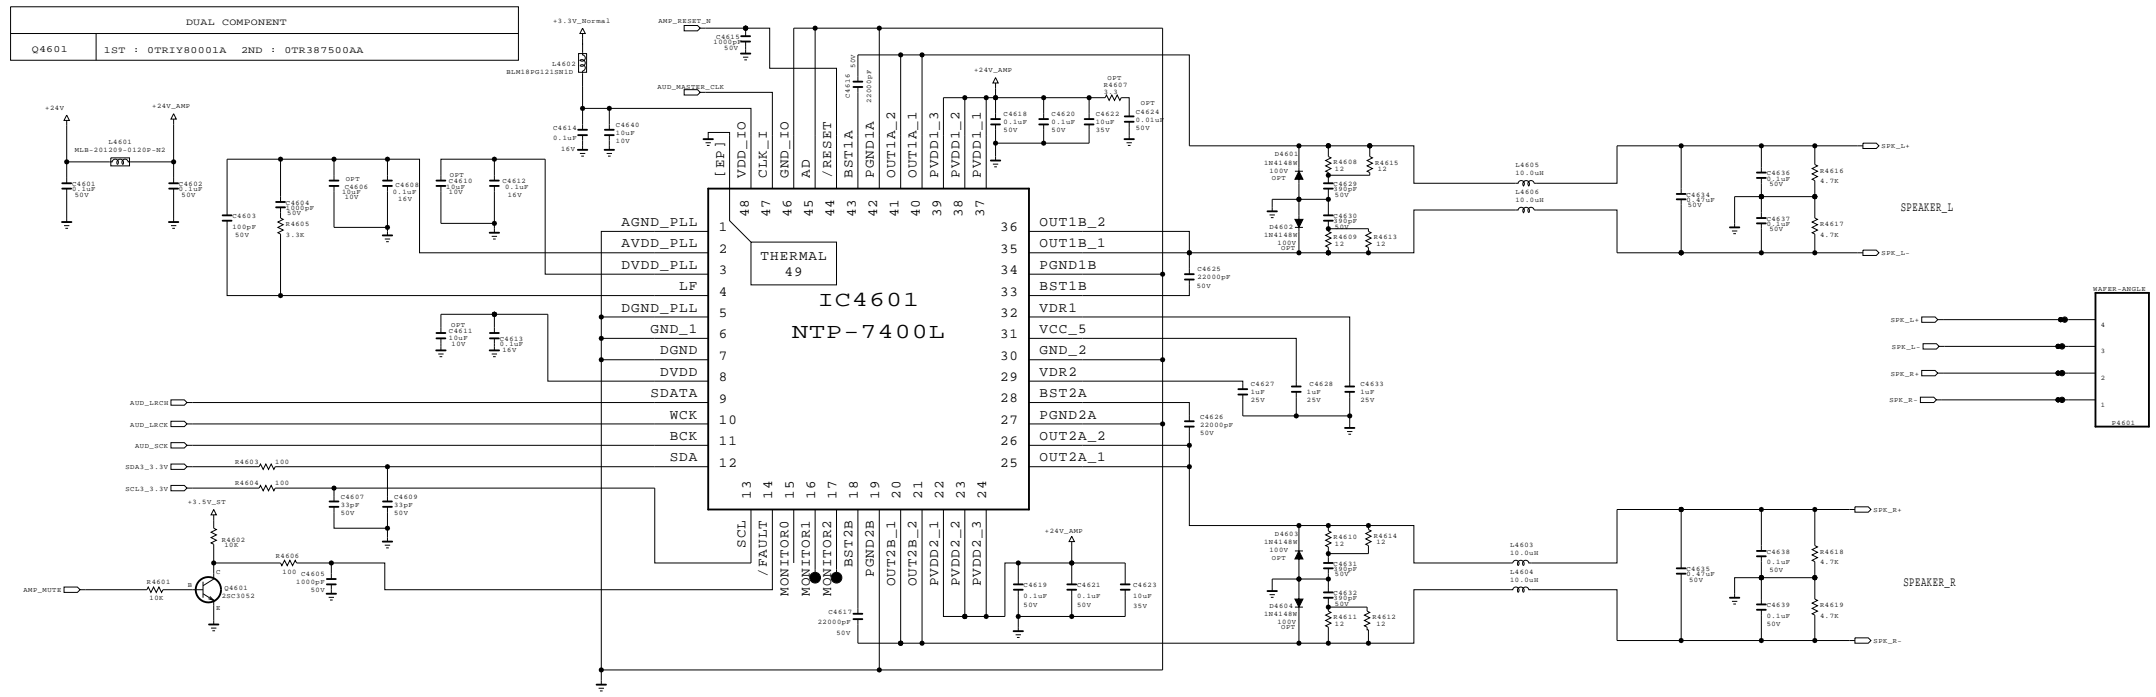 DUAL COMPONENT
Q4601 1ST : 0TRIY80001A 2ND : 0TR387500AA
+24V
+24V_AMP
L4601
MLB-201209-0120P-N2
C4601
0.1uF
50V
C4602
0.1uF
50V
+3.3V_Normal
L4602
BLM18PG121SN1D
C4614
0.1uF
16V
C4640
10uF
10V
AMP_RESET_N
C4615
1000pF
50V
AUD_MASTER_CLK
C4616
50V
22000pF
+24V_AMP
C4618
0.1uF
50V
C4620
0.1uF
50V
C4622
10uF
35V
OPT
R4607
3.3
OPT
C4624
0.01uF
50V
C4603
100pF
50V
C4604
1000pF
50V
R4605
3.3K
OPT
C4606
10uF
10V
C4608
0.1uF
16V
OPT
C4610
10uF
10V
C4612
0.1uF
16V
OPT
C4611
10uF
10V
C4613
0.1uF
16V
[EP]
VDD_IO
CLK_I
GND_IO
AD
/RESET
BST1A
PGND1A
OUT1A_2
OUT1A_1
PVDD1_3
PVDD1_2
PVDD1_1
48
47
46
45
44
43
42
41
40
39
38
37
AGND_PLL 1
AVDD_PLL 2
DVDD_PLL 3
LF 4
DGND_PLL 5
GND_1 6
DGND 7
DVDD 8
SDATA 9
WCK 10
BCK 11
SDA 12
THERMAL
49
IC4601
NTP-7400L
36 OUT1B_2
35 OUT1B_1
34 PGND1B
33 BST1B
32 VDR1
31 VCC_5
30 GND_2
29 VDR2
28 BST2A
27 PGND2A
26 OUT2A_2
25 OUT2A_1
13
14
15
16
17
18
19
20
21
22
23
24
SCL
/FAULT
MONITOR0
MONITOR1
MONITOR2
BST2B
PGND2B
OUT2B_1
OUT2B_2
PVDD2_1
PVDD2_2
PVDD2_3
AUD_LRCH
AUD_LRCK
AUD_SCK
SDA3_3.3V
R4603 100
SCL3_3.3V
R4604 100
C4607
33pF
50V
C4609
33pF
50V
+3.5V_ST
R4602
10K
R4606
100
C4605
1000pF
50V
AMP_MUTE
R4601
10K
B
C
E
Q4601
2SC3052
C4617
22000pF
50V
+24V_AMP
C4619
0.1uF
50V
C4621
0.1uF
50V
C4623
10uF
35V
C4625
22000pF
50V
C4626
22000pF
50V
C4627
1uF
25V
C4628
1uF
25V
C4633
1uF
25V
D4601
1N4148W
100V
OPT
R4608
12
R4615
12
C4629
390pF
50V
C4630
390pF
50V
D4602
1N4148W
100V
OPT
R4609
12
R4613
12
L4605
10.0uH
L4606
10.0uH
C4634
0.47uF
50V
C4636
0.1uF
50V
C4637
0.1uF
50V
R4616
4.7K
R4617
4.7K
SPK_L+
SPK_L-
SPEAKER_L
WAFER-ANGLE
SPK_L+ 4
SPK_L- 3
SPK_R+ 2
SPK_R- 1
P4601
D4603
1N4148W
100V
OPT
R4610
12
R4614
12
C4631
390pF
50V
C4632
390pF
50V
D4604
1N4148W
100V
OPT
R4611
12
R4612
12
L4603
10.0uH
L4604
10.0uH
C4635
0.47uF
50V
C4638
0.1uF
50V
C4639
0.1uF
50V
R4618
4.7K
R4619
4.7K
SPK_R+
SPK_R-
SPEAKER_R